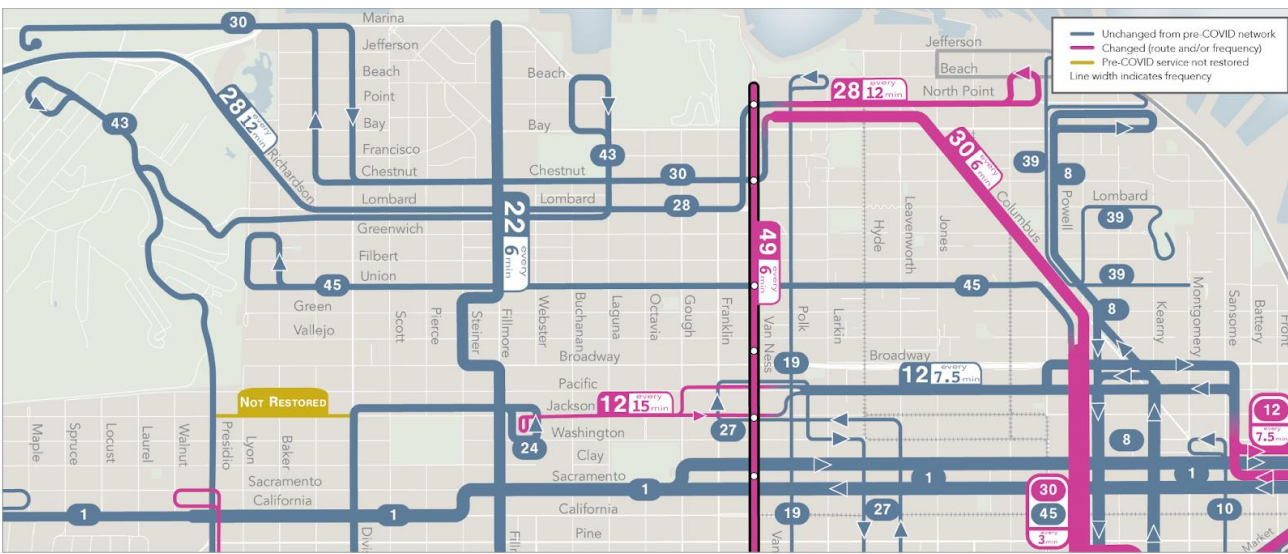 Unchanged from pre-COVID network
Changed (route and/or frequency)
Pre-COVID service not restored
Line width indicates frequency
30
Marina
Jefferson
Beach
Point
Bay
Francisco
Chestnut
Lombard
Greenwich
Filbert
Union
Green
Vallejo
43
28 every 12 min
Richardson
45
Beach
Bay
43
Chestnut
Lombard
30
28
22 every 6 min
49 every 6 min
Jefferson
Beach
North Point
28 every 12 min
30 every 6 min
Columbus
39
8
Powell
Lombard
39
39
8
45
Hyde
Leavenworth
Jones
Scott
Pierce
Steiner
Fillmore
Webster
Buchanan
Laguna
Octavia
Gough
Franklin
Van Ness
Polk
Larkin
Kearny
Montgomery
Sansome
Battery
Broadway
Pacific
Jackson
Washington
Clay
Sacramento
California
Pine
12 every 15 min
19
Broadway
12 every 7.5 min
NOT RESTORED
24
27
8
12
every 7.5 min
Maple
Spruce
Locust
Laurel
Walnut
Presidio
Lyon
Baker
Sacramento
California
1
1
1
1
1
19
27
30
45
every 3 min
10
Market
Divi
Fillm
Van